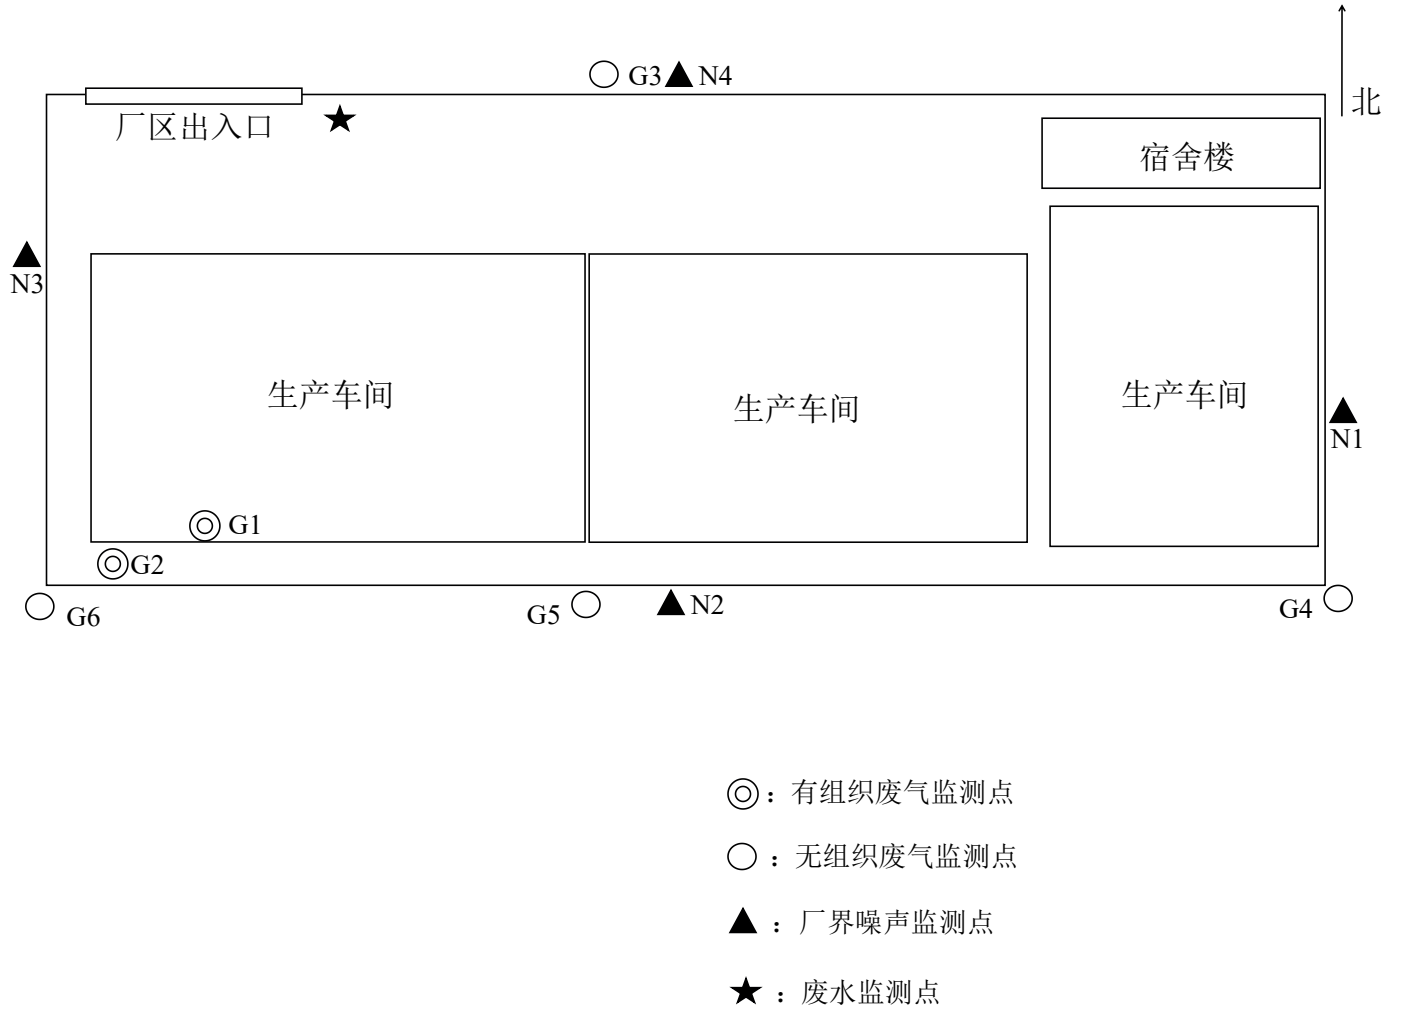 G3
N4
北
厂区出入口
宿舍楼
N3
生产车间
生产车间
生产车间
N1
G1
G2
G6
G5
N2
G4
：有组织废气监测点
：无组织废气监测点
：厂界噪声监测点
：废水监测点